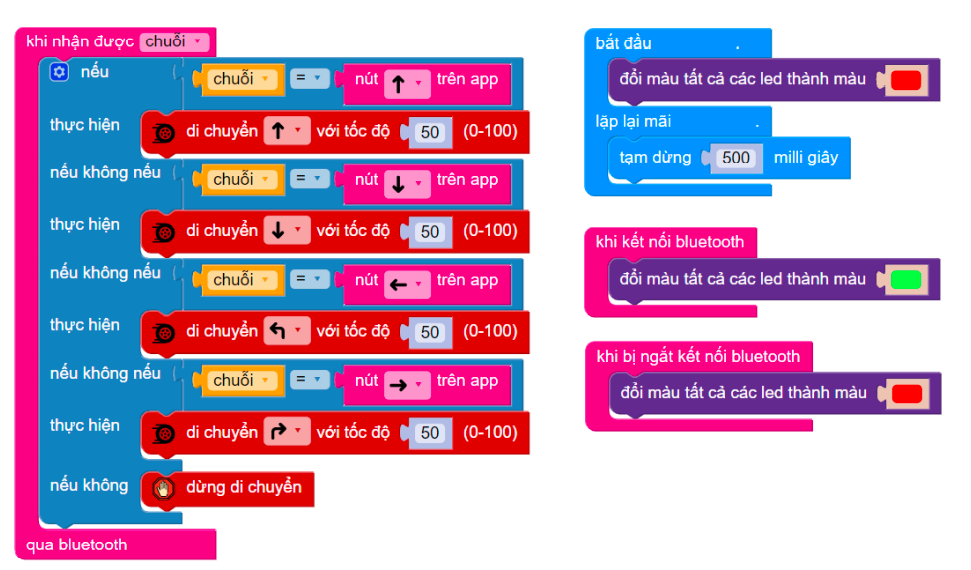 khi nhận được chuỗi
nếu chuỗi = nút ↑ trên app
thực hiện di chuyển ↑ với tốc độ 50 (0-100)
nếu không nếu chuỗi = nút ↓ trên app
thực hiện di chuyển ↓ với tốc độ 50 (0-100)
nếu không nếu chuỗi = nút ← trên app
thực hiện di chuyển ↰ với tốc độ 50 (0-100)
nếu không nếu chuỗi = nút → trên app
thực hiện di chuyển ↱ với tốc độ 50 (0-100)
nếu không dừng di chuyển
qua bluetooth
bắt đầu .
đổi màu tất cả các led thành màu
lặp lại mãi .
tạm dừng 500 milli giây
khi kết nối bluetooth
đổi màu tất cả các led thành màu
khi bị ngắt kết nối bluetooth
đổi màu tất cả các led thành màu